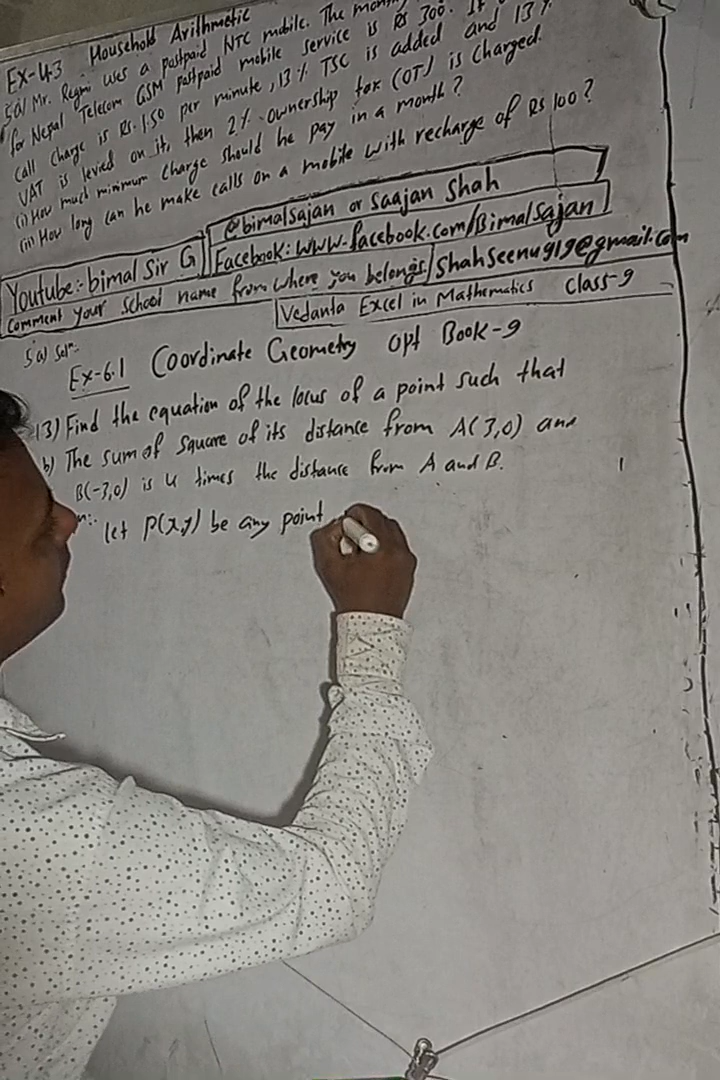 EX-4.3 Household Arithmetic
5a) Mr. Regmi uses a postpaid NTC mobile. The
for Nepal Telecom GSM postpaid mobile service is Rs 300. If
call charge is Rs. 1.50 per minute, 13% TSC is added and 13%
VAT is levied on it, then 2% ownership tax (OT) is charged.
(i) How much minimum charge should he pay in a month?
(ii) How long can he make calls on a mobile with recharge of Rs 100?
Youtube:- bimal Sir G
@bimalsajan or Saajan Shah
Facebook: www.facebook.com/Bimalsajan
Comment your School name from where you belongs.
Shahseenu919@gmail.com
Vedanta Excel in Mathematics Class-9
5a) Solⁿ:
Ex-6.1 Coordinate Geometry Opt Book-9
13) Find the equation of the locus of a point such that
b) The sum of square of its distance from A(3,0) and
B(-3,0) is 4 times the distance from A and B.
let P(x,y) be any point